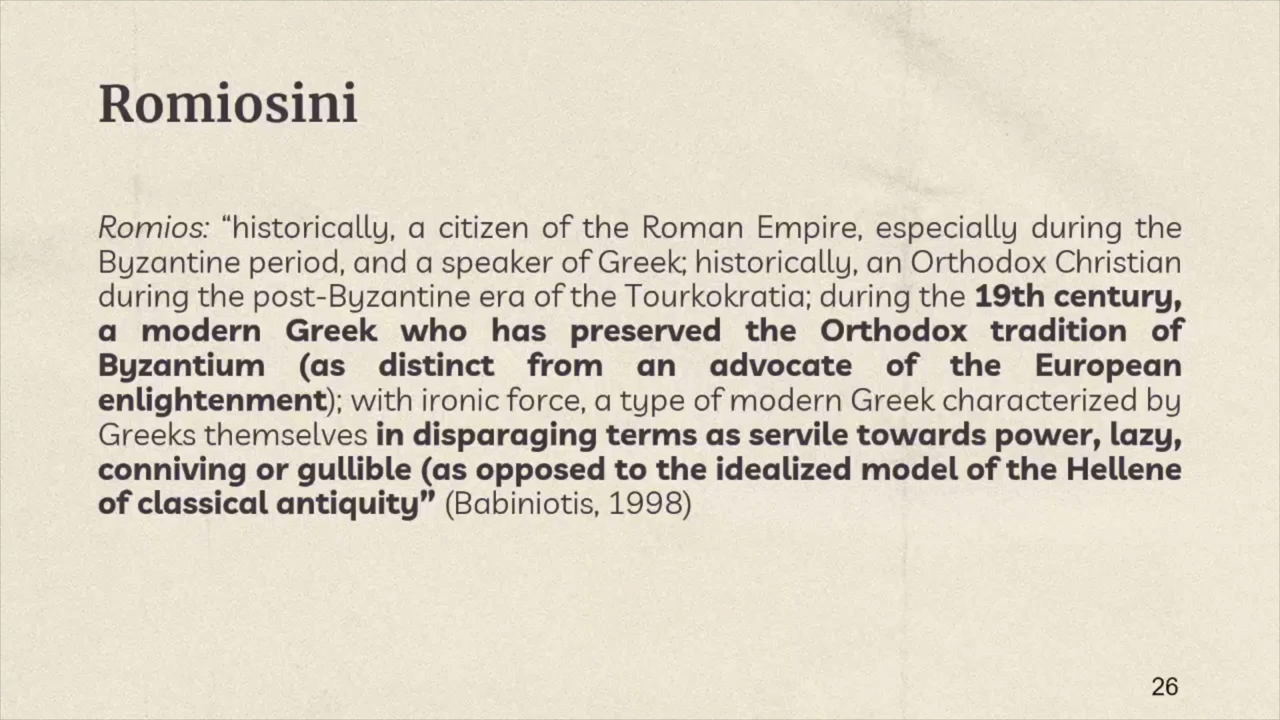 Romiosini
Romios: “historically, a citizen of the Roman Empire, especially during the
Byzantine period, and a speaker of Greek; historically, an Orthodox Christian
during the post-Byzantine era of the Tourkokratia; during the 19th century,
a modern Greek who has preserved the Orthodox tradition of
Byzantium (as distinct from an advocate of the European
enlightenment); with ironic force, a type of modern Greek characterized by
Greeks themselves in disparaging terms as servile towards power, lazy,
conniving or gullible (as opposed to the idealized model of the Hellene
of classical antiquity” (Babiniotis, 1998)
26